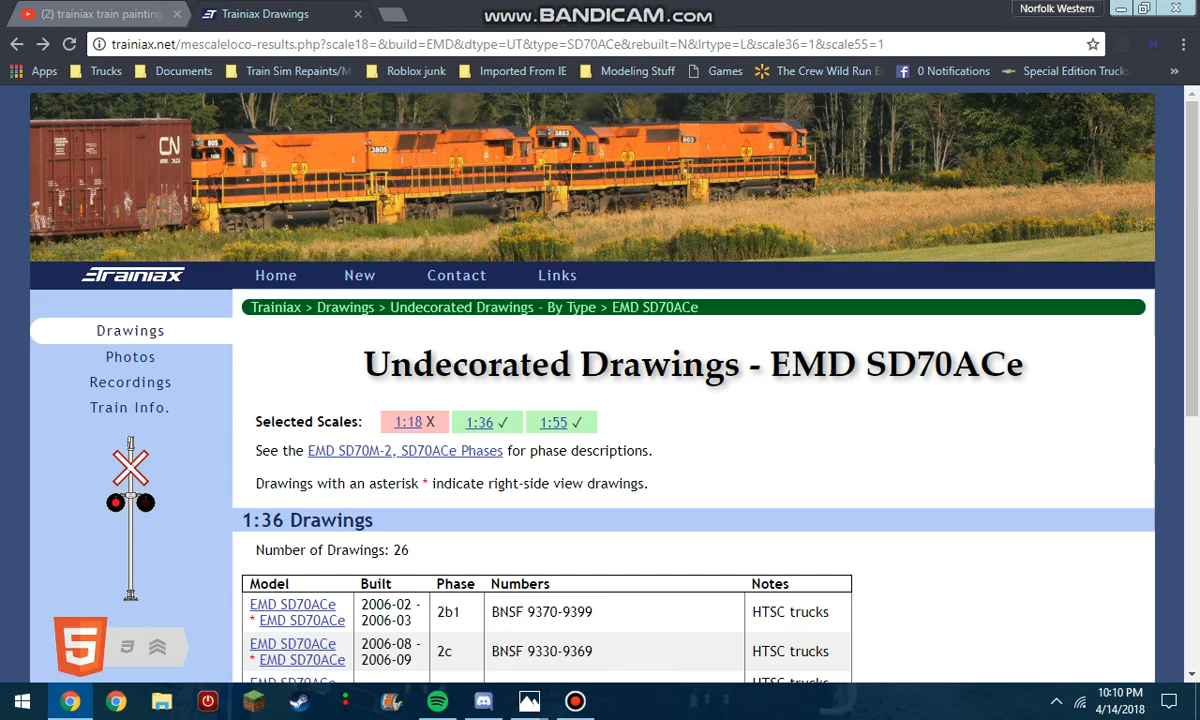 (2) trainiax train painting
Trainiax Drawings
WWW.BANDICAM.COM
Norfolk Western
trainiax.net/mescaleloco-results.php?scale18=&build=EMD&dtype=UT&type=SD70ACe&rebuilt=N&lrtype=L&scale36=1&scale55=1
Apps
Trucks
Documents
Train Sim Repaints/M
Roblox junk
Imported From IE
Modeling Stuff
Games
The Crew Wild Run E
0 Notifications
Special Edition Trucks
»
CN
805
3805
3803
803
Trainiax
Home
New
Contact
Links
Trainiax > Drawings > Undecorated Drawings - By Type > EMD SD70ACe
Drawings
Photos
Recordings
Train Info.
Undecorated Drawings - EMD SD70ACe
Selected Scales: 1:18 X 1:36 ✓ 1:55 ✓
See the EMD SD70M-2, SD70ACe Phases for phase descriptions.
Drawings with an asterisk * indicate right-side view drawings.
1:36 Drawings
Number of Drawings: 26
Model Built Phase Numbers Notes
EMD SD70ACe
* EMD SD70ACe
2006-02 -
2006-03
2b1
BNSF 9370-9399
HTSC trucks
EMD SD70ACe
* EMD SD70ACe
2006-08 -
2006-09
2c
BNSF 9330-9369
HTSC trucks
5
10:10 PM
4/14/2018